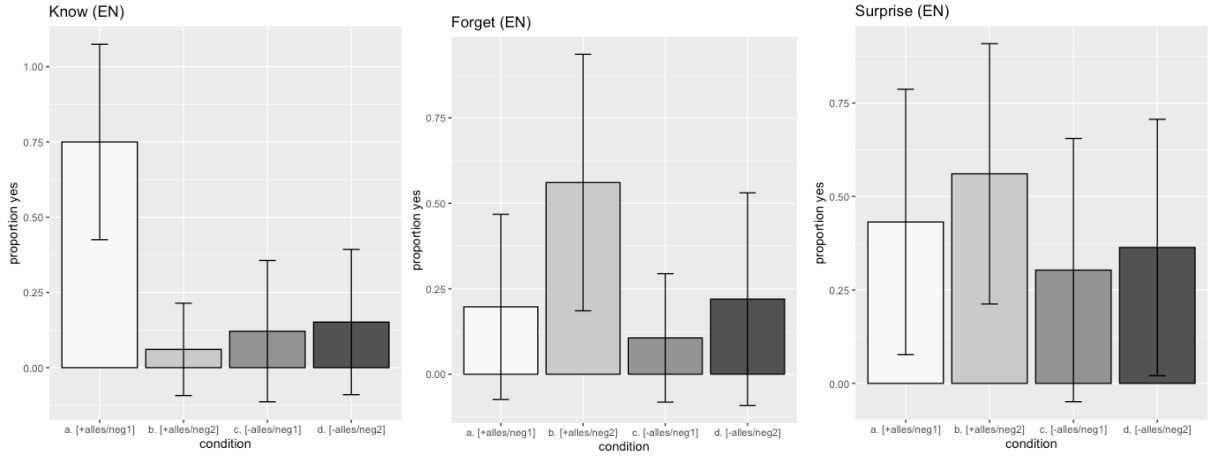 Know (EN)
1.00
0.75
0.50
0.25
0.00
proportion yes
a. [+alles/neg1] b. [+alles/neg2] c. [-alles/neg1] d. [-alles/neg2]
condition
Forget (EN)
0.75
0.50
0.25
0.00
proportion yes
a. [+alles/neg1] b. [+alles/neg2] c. [-alles/neg1] d. [-alles/neg2]
condition
Surprise (EN)
0.75
0.50
0.25
0.00
proportion yes
a. [+alles/neg1] b. [+alles/neg2] c. [-alles/neg1] d. [-alles/neg2]
condition